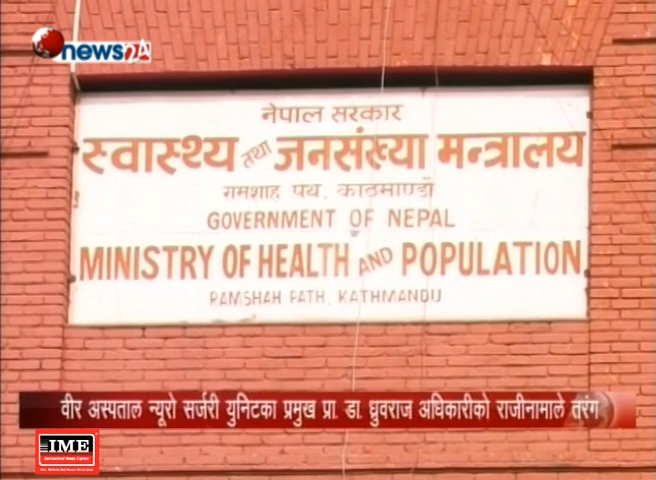 news24
नेपाल सरकार
स्वास्थ्य तथा जनसंख्या मन्त्रालय
रामशाह पथ, काठमाण्डौ
GOVERNMENT OF NEPAL
MINISTRY OF HEALTH AND POPULATION
RAMSHAH PATH, KATHMANDU
वीर अस्पताल न्यूरो सर्जरी युनिटका प्रमुख प्रा. डा. ध्रुवराज अधिकारीको राजीनामाले तरंग
IME